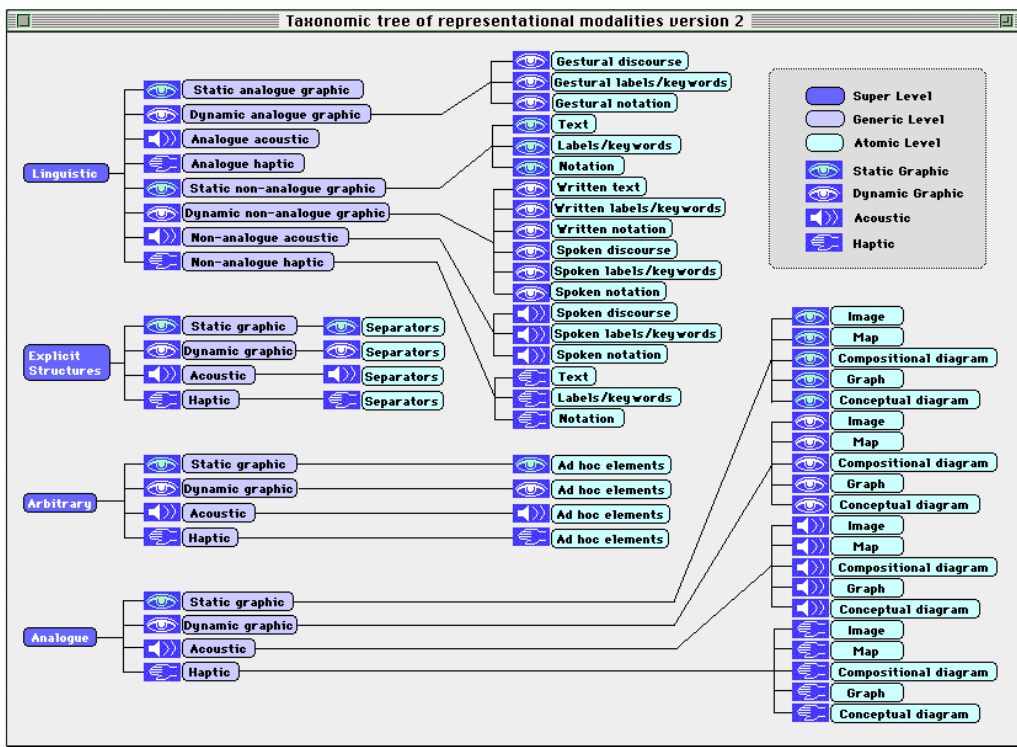 Taxonomic tree of representational modalities version 2
Linguistic
Static analogue graphic
Dynamic analogue graphic
Analogue acoustic
Analogue haptic
Static non-analogue graphic
Dynamic non-analogue graphic
Non-analogue acoustic
Non-analogue haptic
Gestural discourse
Gestural labels/keywords
Gestural notation
Text
Labels/keywords
Notation
Written text
Written labels/keywords
Written notation
Spoken discourse
Spoken labels/keywords
Spoken notation
Spoken discourse
Spoken labels/keywords
Spoken notation
Text
Labels/keywords
Notation
Super Level
Generic Level
Atomic Level
Static Graphic
Dynamic Graphic
Acoustic
Haptic
Explicit
Structures
Static graphic
Separators
Dynamic graphic
Separators
Acoustic
Separators
Haptic
Separators
Arbitrary
Static graphic
Ad hoc elements
Dynamic graphic
Ad hoc elements
Acoustic
Ad hoc elements
Haptic
Ad hoc elements
Analogue
Static graphic
Dynamic graphic
Acoustic
Haptic
Image
Map
Compositional diagram
Graph
Conceptual diagram
Image
Map
Compositional diagram
Graph
Conceptual diagram
Image
Map
Compositional diagram
Graph
Conceptual diagram
Image
Map
Compositional diagram
Graph
Conceptual diagram